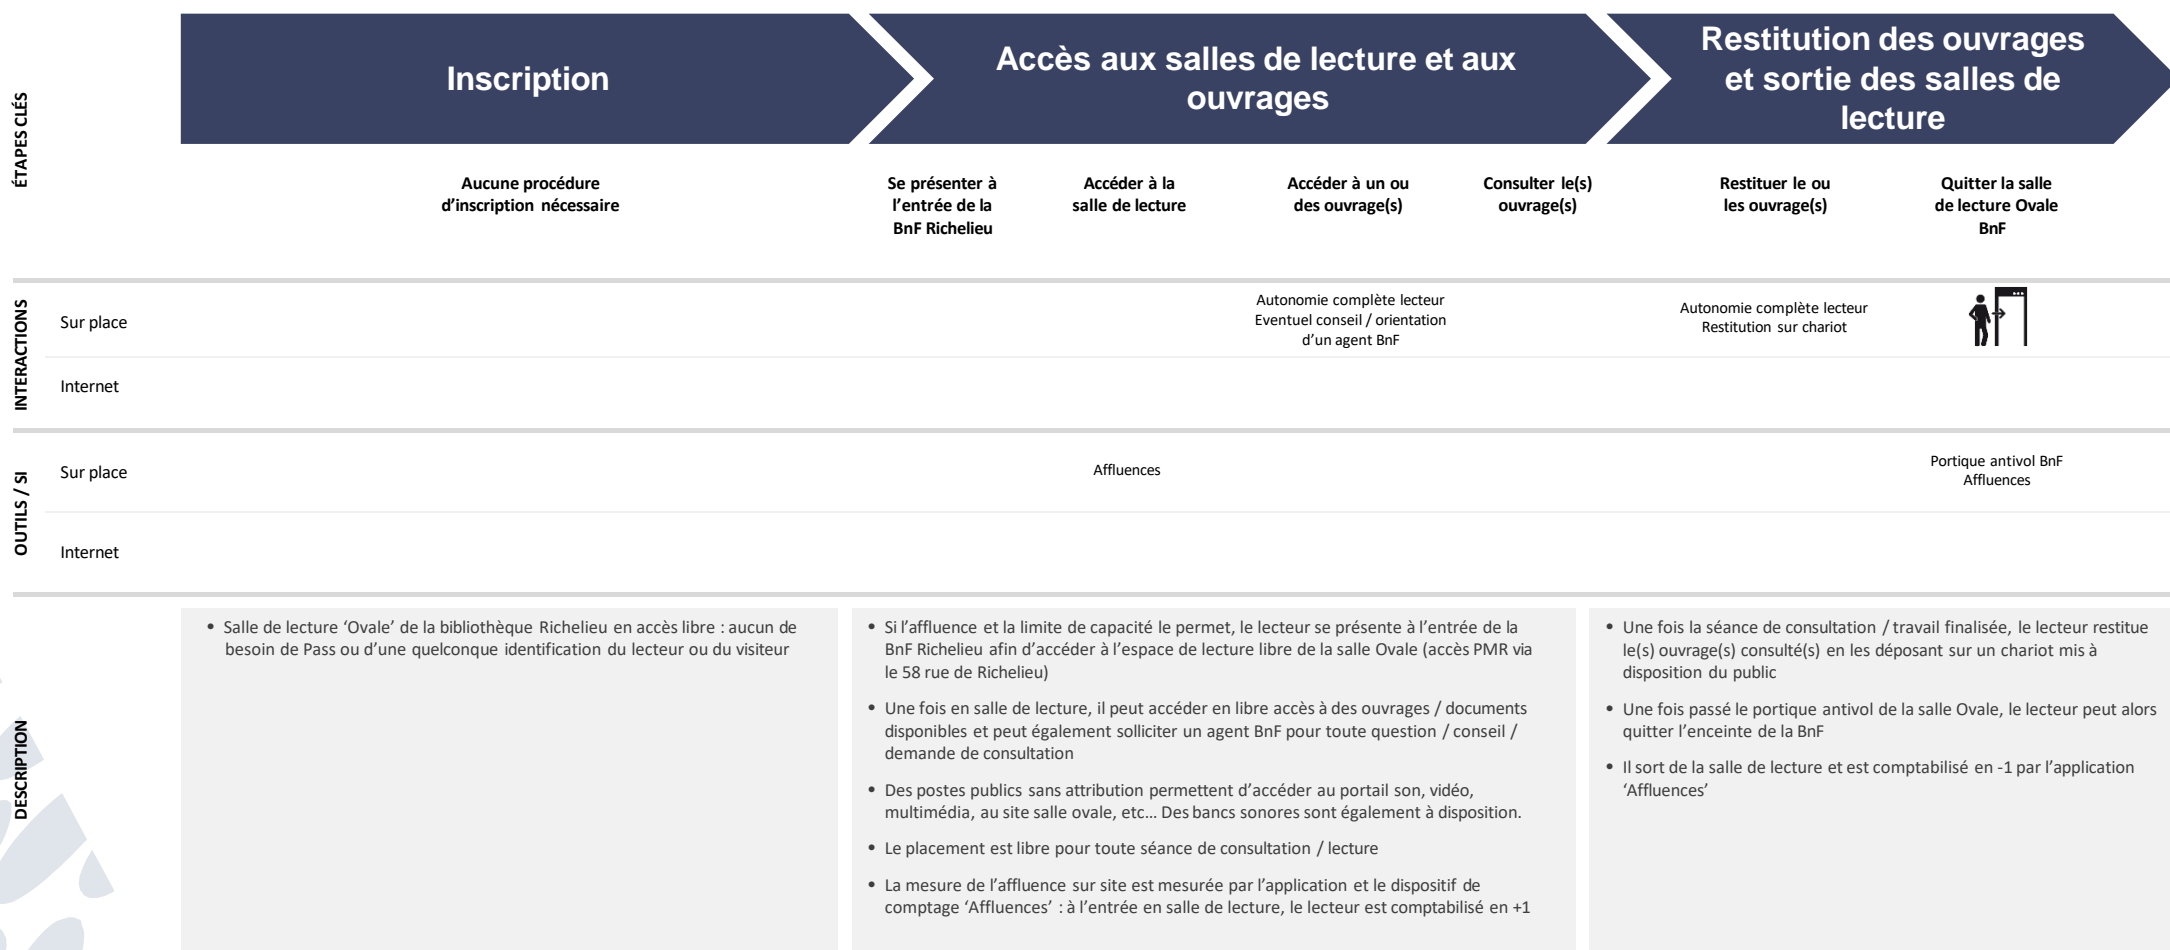 ÉTAPES CLÉS
Inscription
Accès aux salles de lecture et aux
ouvrages
Restitution des ouvrages
et sortie des salles de
lecture
Aucune procédure
d’inscription nécessaire
Se présenter à
l’entrée de la
BnF Richelieu
Accéder à la
salle de lecture
Accéder à un ou
des ouvrage(s)
Consulter le(s)
ouvrage(s)
Restituer le ou
les ouvrage(s)
Quitter la salle
de lecture Ovale
BnF
INTERACTIONS
Sur place
Autonomie complète lecteur
Eventuel conseil / orientation
d’un agent BnF
Autonomie complète lecteur
Restitution sur chariot
Internet
OUTILS / SI
Sur place
Affluences
Portique antivol BnF
Affluences
Internet
DESCRIPTION
• Salle de lecture ‘Ovale’ de la bibliothèque Richelieu en accès libre : aucun de
besoin de Pass ou d’une quelconque identification du lecteur ou du visiteur
• Si l’affluence et la limite de capacité le permet, le lecteur se présente à l’entrée de la
BnF Richelieu afin d’accéder à l’espace de lecture libre de la salle Ovale (accès PMR via
le 58 rue de Richelieu)
• Une fois en salle de lecture, il peut accéder en libre accès à des ouvrages / documents
disponibles et peut également solliciter un agent BnF pour toute question / conseil /
demande de consultation
• Des postes publics sans attribution permettent d’accéder au portail son, vidéo,
multimédia, au site salle ovale, etc… Des bancs sonores sont également à disposition.
• Le placement est libre pour toute séance de consultation / lecture
• La mesure de l’affluence sur site est mesurée par l’application et le dispositif de
comptage ‘Affluences’ : à l’entrée en salle de lecture, le lecteur est comptabilisé en +1
• Une fois la séance de consultation / travail finalisée, le lecteur restitue
le(s) ouvrage(s) consulté(s) en les déposant sur un chariot mis à
disposition du public
• Une fois passé le portique antivol de la salle Ovale, le lecteur peut alors
quitter l’enceinte de la BnF
• Il sort de la salle de lecture et est comptabilisé en -1 par l’application
‘Affluences’